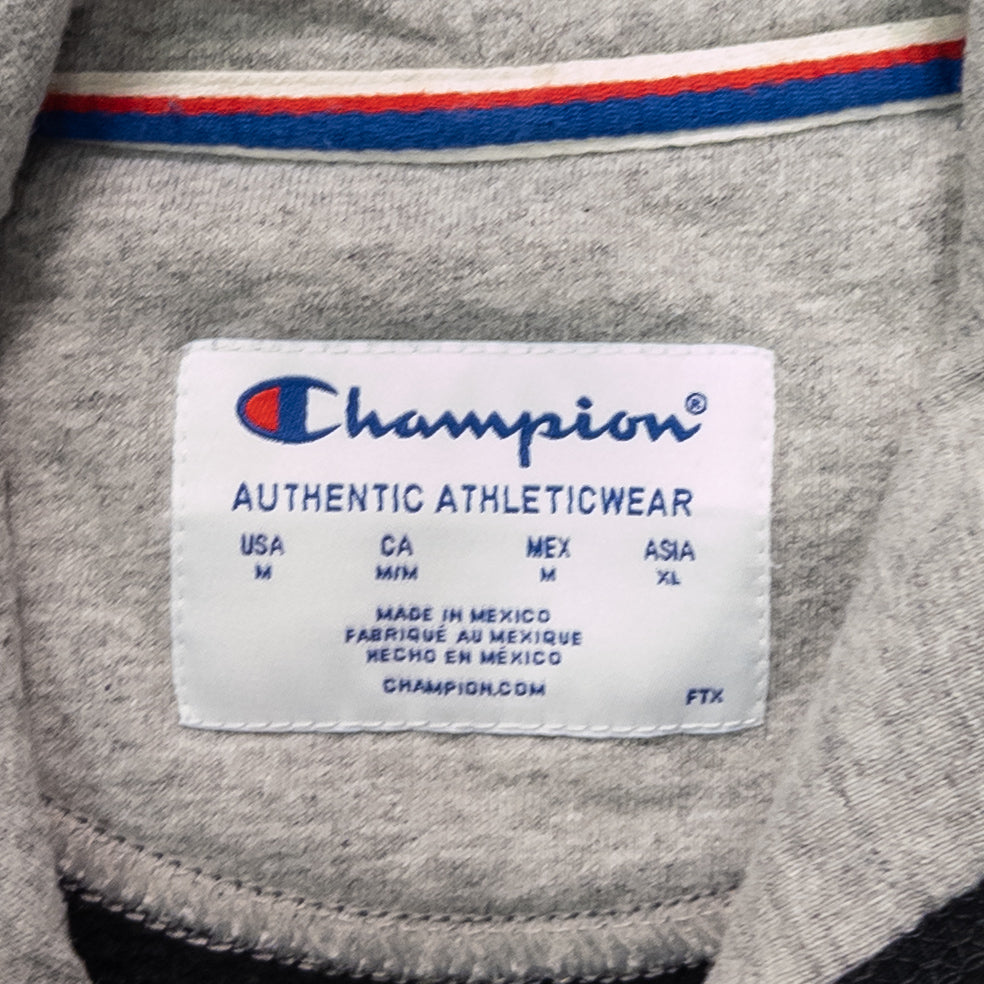 Champion®
AUTHENTIC ATHLETICWEAR
USA CA MEX ASIA
M M/M M XL
MADE IN MEXICO
FABRIQUÉ AU MEXIQUE
HECHO EN MÉXICO
CHAMPION.COM
FTX